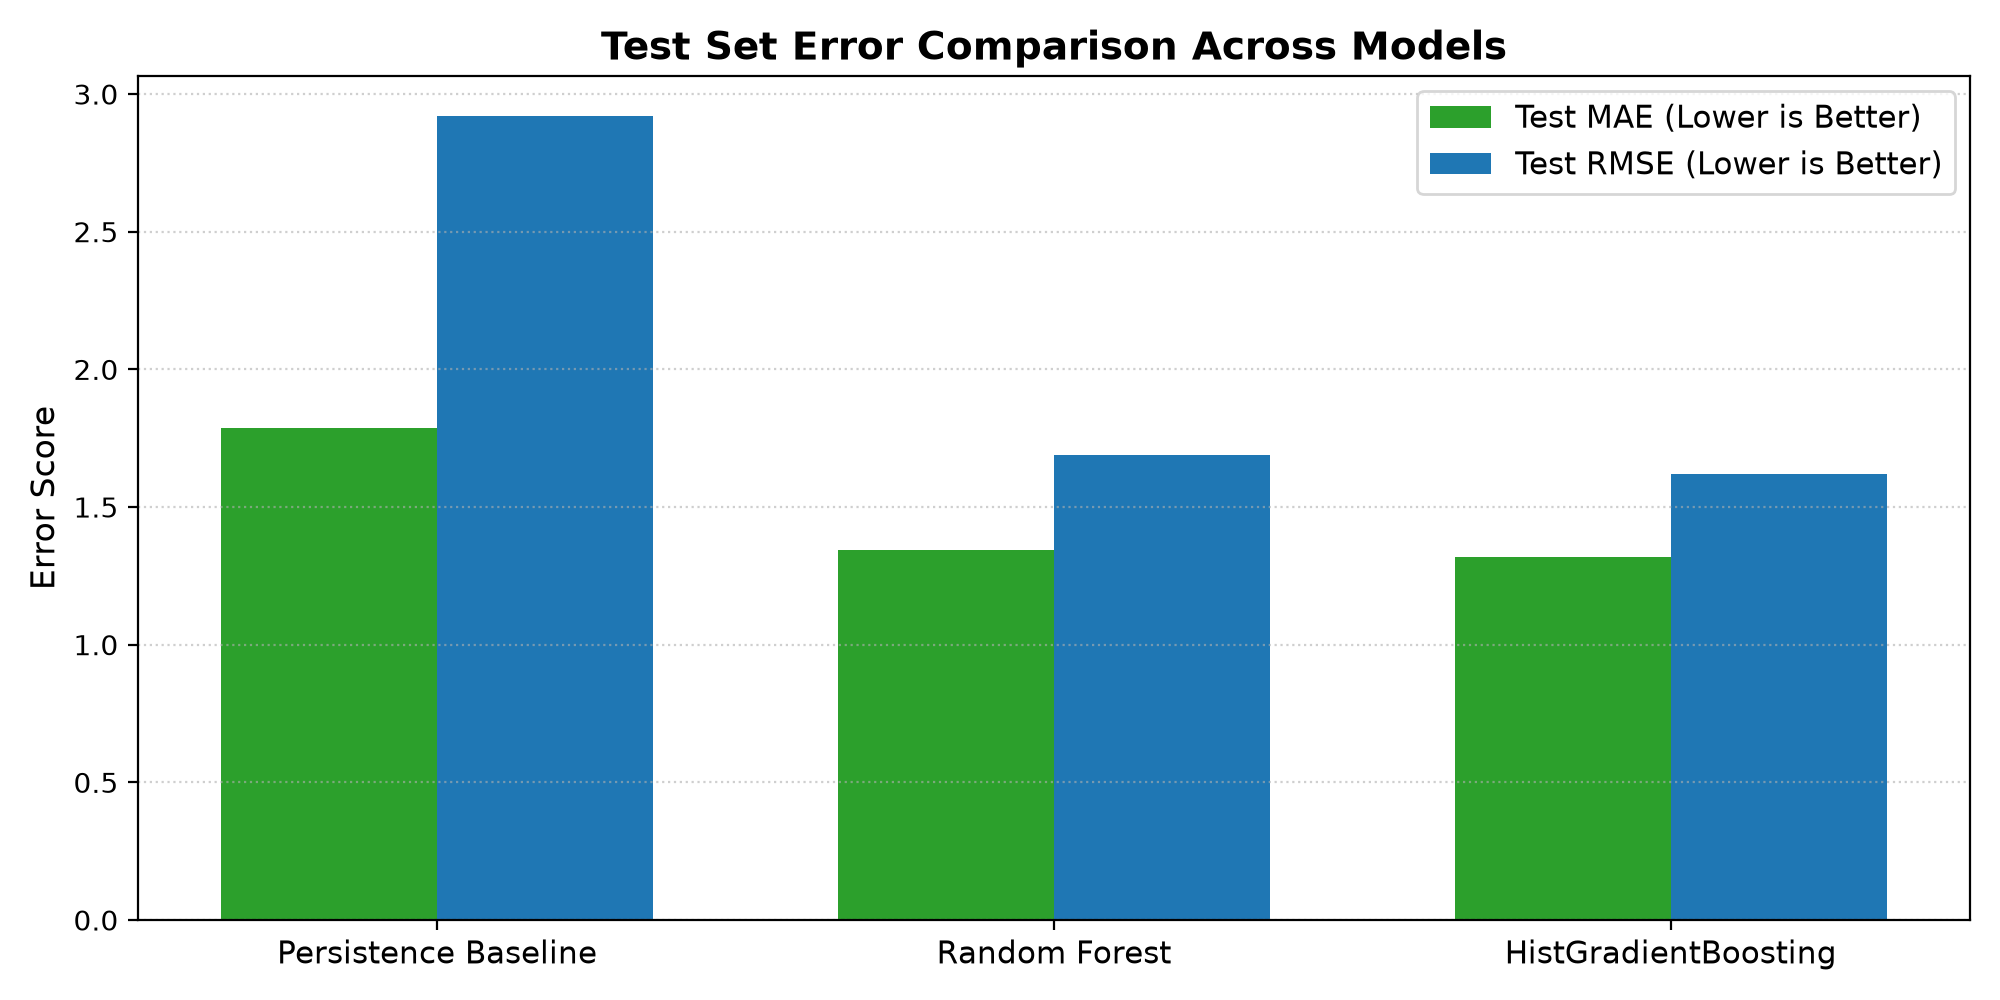 Test Set Error Comparison Across Models
Test MAE (Lower is Better)
Test RMSE (Lower is Better)
Error Score
3.0
2.5
2.0
1.5
1.0
0.5
0.0
Persistence Baseline
Random Forest
HistGradientBoosting